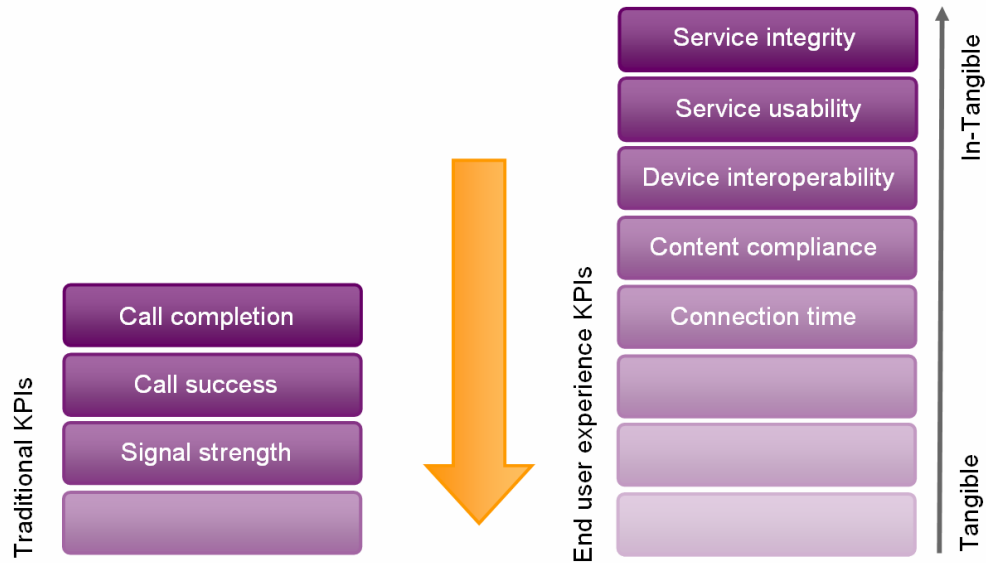 Traditional KPIs
Call completion
Call success
Signal strength
End user experience KPIs
Service integrity
Service usability
Device interoperability
Content compliance
Connection time
In-Tangible
Tangible